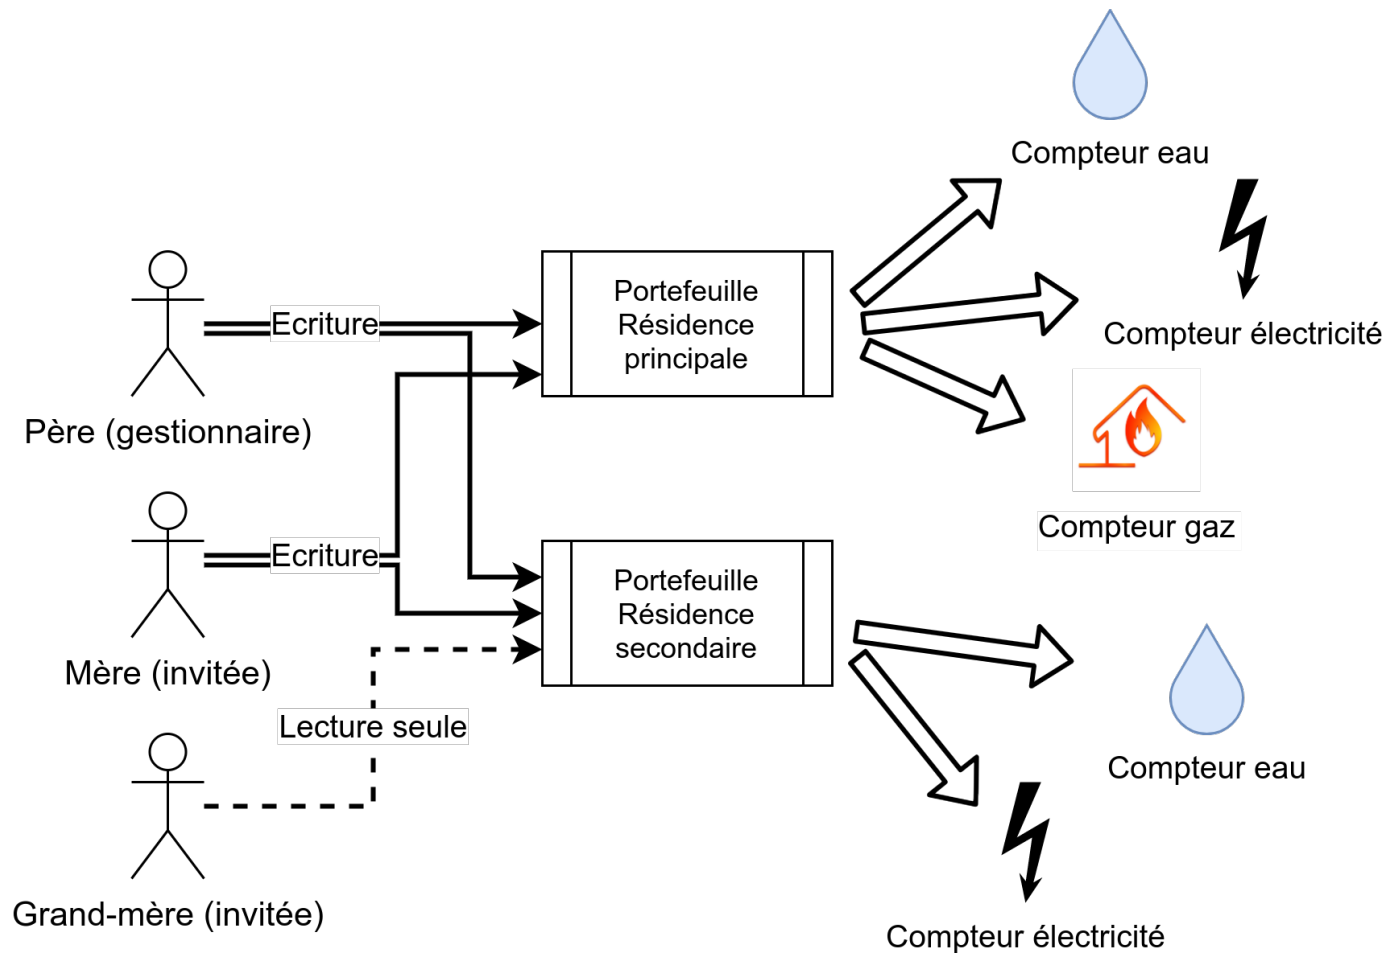 Compteur eau
Ecriture
Portefeuille
Résidence
principale
Compteur électricité
Père (gestionnaire)
Compteur gaz
Ecriture
Portefeuille
Résidence
secondaire
Mère (invitée)
Lecture seule
Compteur eau
Grand-mère (invitée)
Compteur électricité